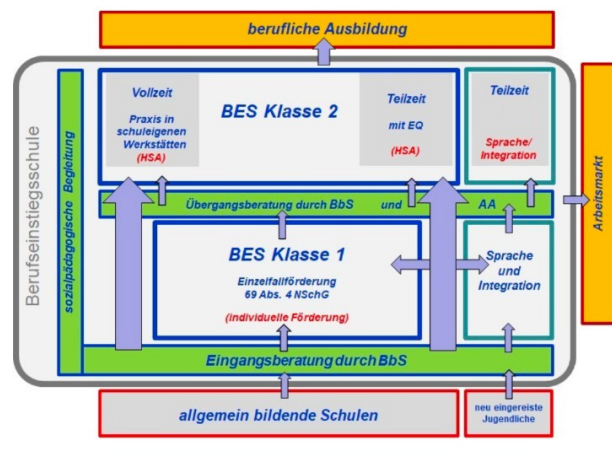 berufliche Ausbildung
Berufseinstiegsschule
sozialpädagogische Begleitung
Vollzeit
Praxis in
schuleigenen
Werkstätten
(HSA)
BES Klasse 2
Teilzeit
mit EQ
(HSA)
Teilzeit
Sprache/
Integration
Arbeitsmarkt
Übergangsberatung durch BbS und AA
BES Klasse 1
Einzelfallförderung
69 Abs. 4 NSchG
(individuelle Förderung)
Sprache
und
Integration
Eingangsberatung durch BbS
allgemein bildende Schulen
neu eingereiste
Jugendliche